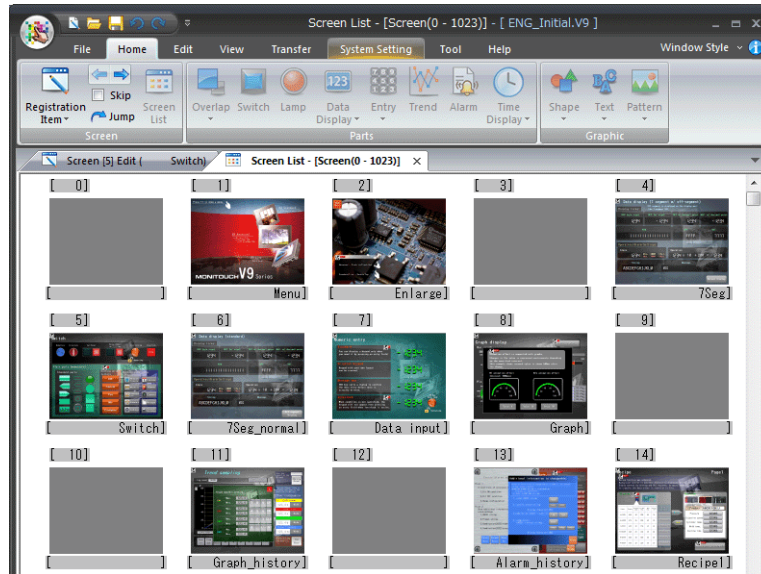 Screen List - [Screen(0 - 1023)] - [ ENG_Initial.V9 ]
File Home Edit View Transfer System Setting Tool Help Window Style
Registration Item Skip Jump Screen List Overlap Switch Lamp Data Display Entry Trend Alarm Time Display Shape Text Pattern
Screen Parts Graphic
Screen [5] Edit ( Switch) Screen List - [Screen(0 - 1023)]
[ 0] [ 1] [ 2] [ 3] [ 4]
MONITOUCH V9 Series
[ ] [ Menu] [ Enlarge] [ ] [ 7Seg]
[ 5] [ 6] [ 7] [ 8] [ 9]
Graph display
[ Switch] [ 7Seg_normal] [ Data input] [ Graph] [ ]
[ 10] [ 11] [ 12] [ 13] [ 14]
[ ] [ Graph_history] [ ] [ Alarm_history] [ Recipe1]